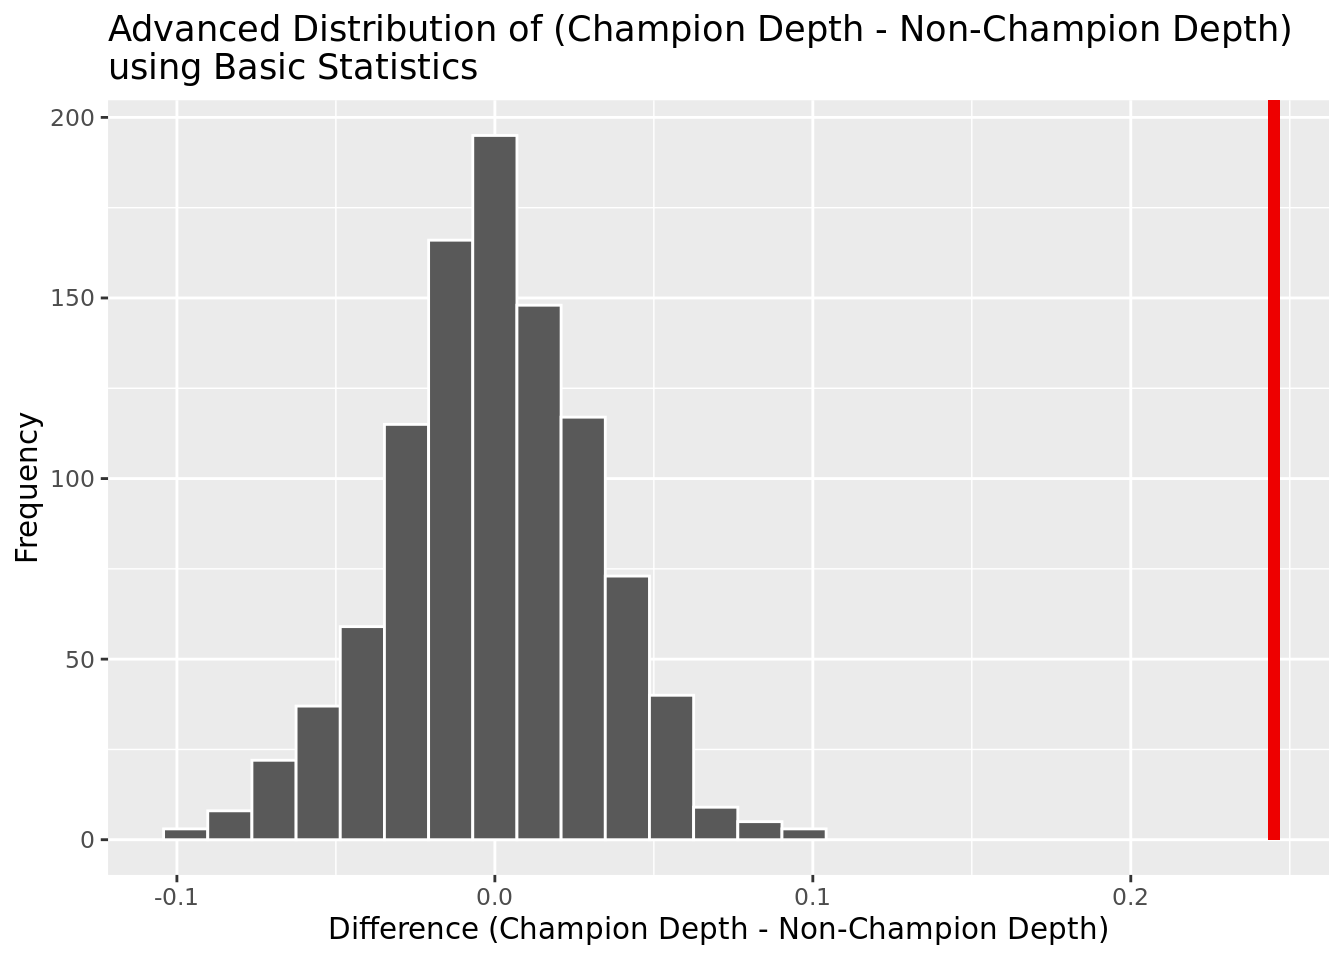 Advanced Distribution of (Champion Depth - Non-Champion Depth)
using Basic Statistics
200
150
100
50
0
Frequency
-0.1
0.0
0.1
0.2
Difference (Champion Depth - Non-Champion Depth)